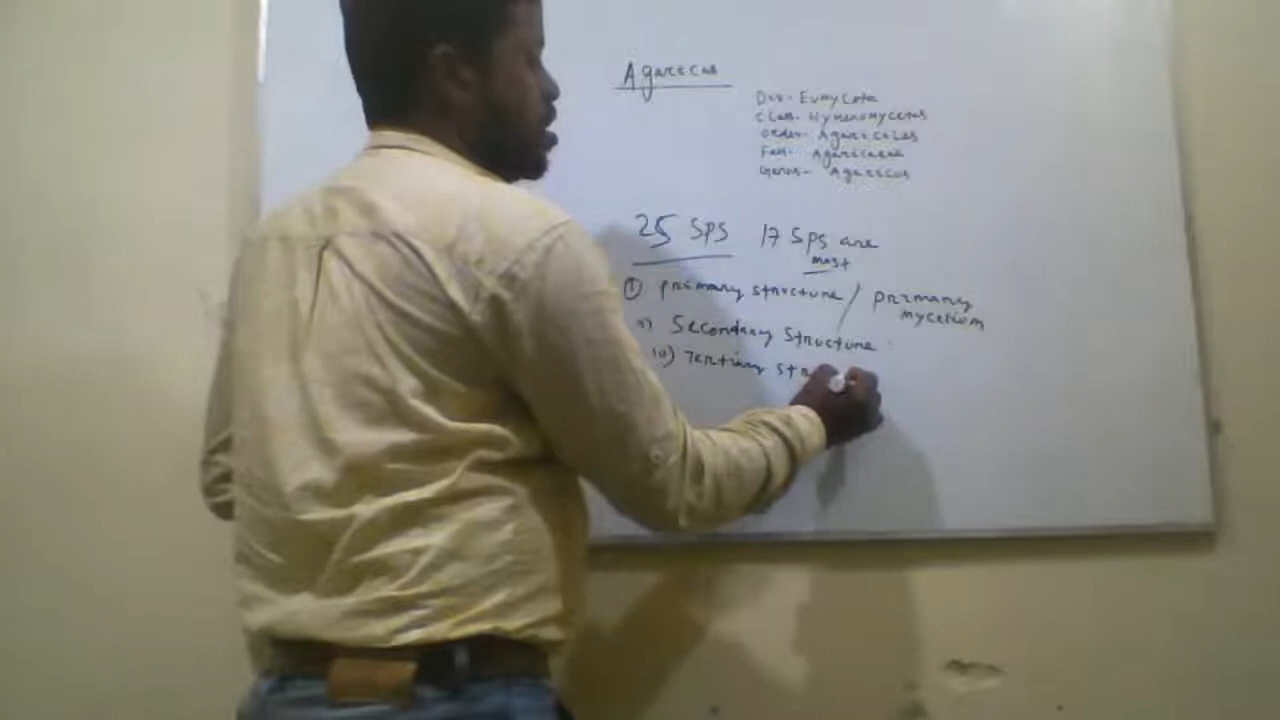 Agaricus
Div- Eumycota
Class- Hymenomycetes
Order- Agaricales
Fam- Agaricaceae
Genus- Agaricus
25 Sps 17 Sps are
most
① primary structure / primary
mycelium
ii) Secondary Structure
iii) Tertiary Str